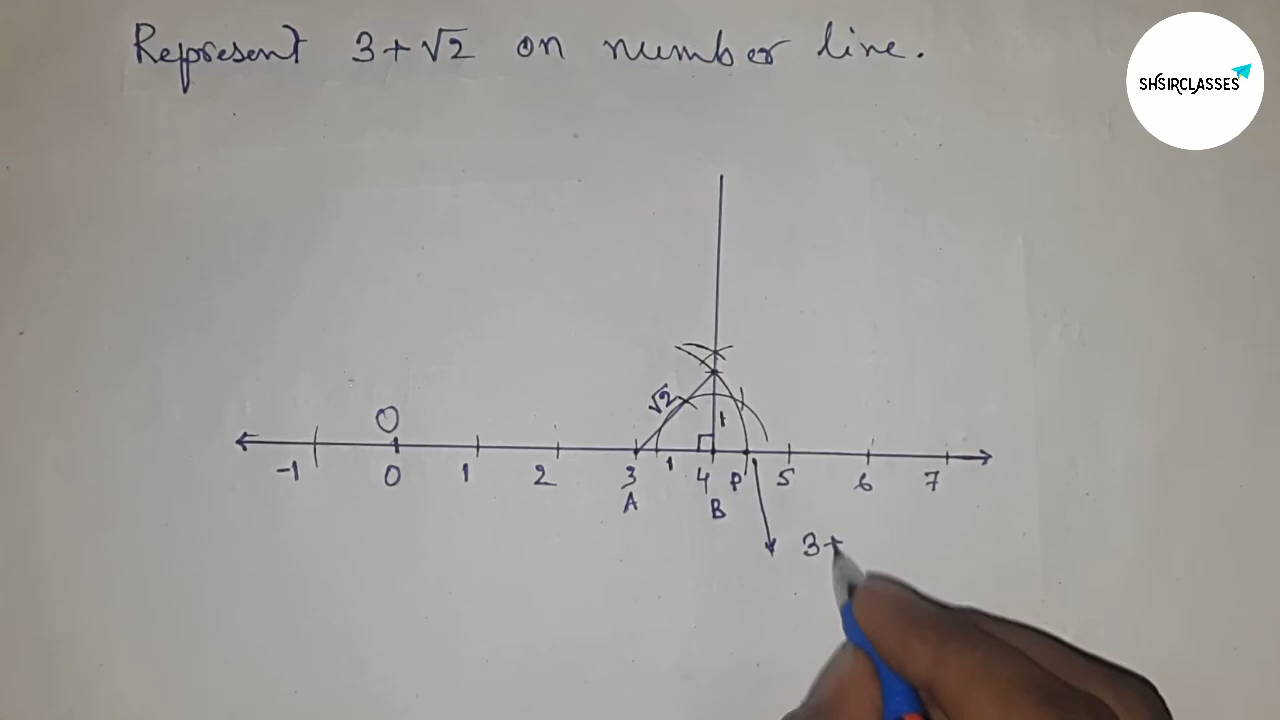 Represent 3+√2 on number line.
SHSIRCLASSES
O
√2
1
-1 0 1 2 3 1 4 P 5 6 7
A B
3+